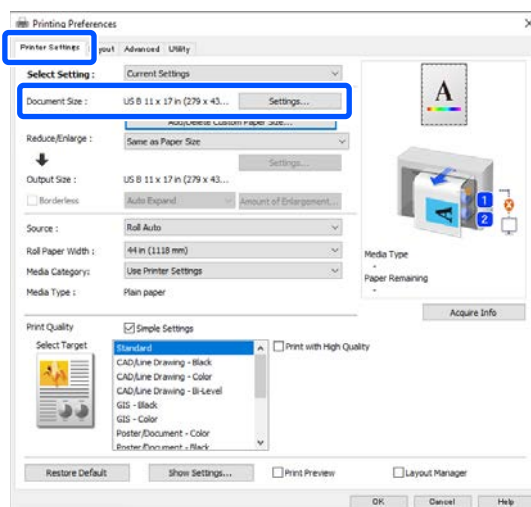 Printing Preferences
Printer Settings yout Advanced Utility
Select Setting : Current Settings
Document Size : US B 11 x 17 in (279 x 43... Settings...
Add/Delete Custom Paper Size...
Reduce/Enlarge : Same as Paper Size
Settings...
Output Size : US B 11 x 17 in (279 x 43...
Borderless Auto Expand Amount of Enlargement...
Source : Roll Auto
Roll Paper Width : 44 in (1118 mm)
Media Category: Use Printer Settings
Media Type : Plain paper
A
A
1
2
Media Type
-
Paper Remaining
-
Acquire Info
Print Quality Simple Settings
Select Target
Standard
CAD/Line Drawing - Black
CAD/Line Drawing - Color
CAD/Line Drawing - Bi-Level
GIS - Black
GIS - Color
Poster/Document - Color
Poster/Document - Black
Print with High Quality
Restore Default Show Settings... Print Preview Layout Manager
OK Cancel Help